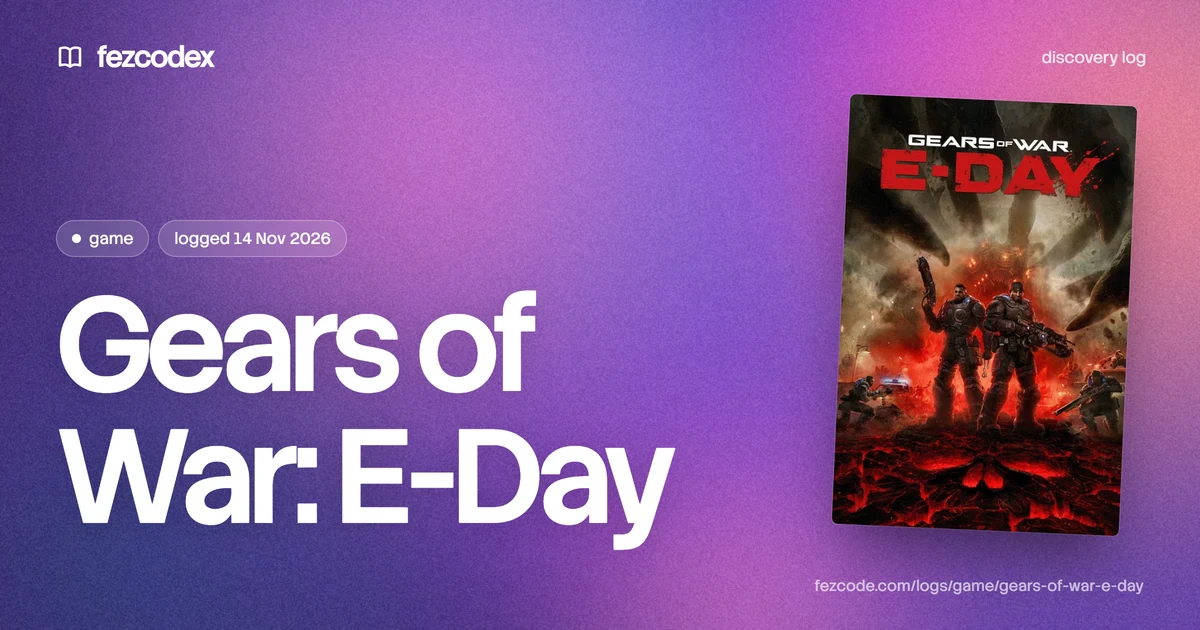 fezcodex
discovery log
GEARS OF WAR
E-DAY
game
logged 14 Nov 2026
Gears of
War: E-Day
fezcode.com/logs/game/gears-of-war-e-day